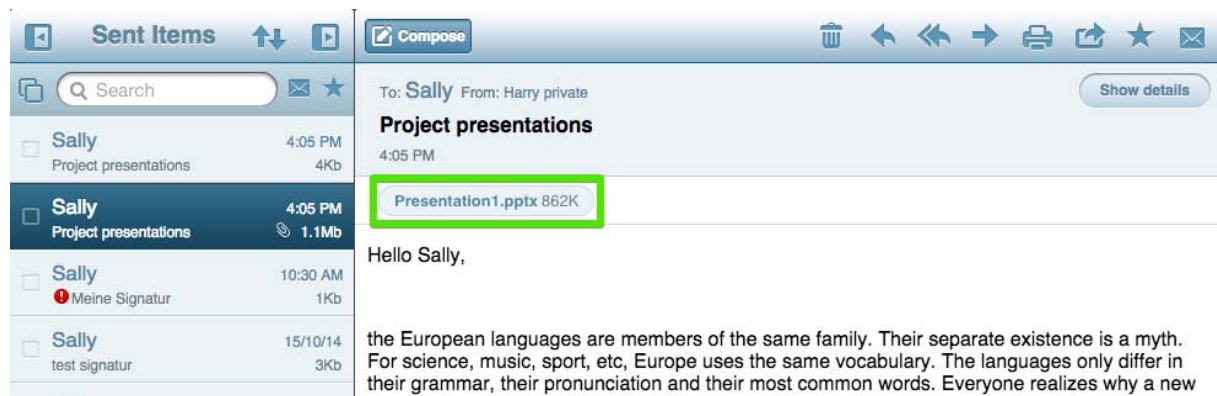 Sent Items
Search
Sally 4:05 PM
Project presentations 4Kb
Sally 4:05 PM
Project presentations 1.1Mb
Sally 10:30 AM
Meine Signatur 1Kb
Sally 15/10/14
test signatur 3Kb
Compose
To: Sally From: Harry private
Show details
Project presentations
4:05 PM
Presentation1.pptx 862K
Hello Sally,
the European languages are members of the same family. Their separate existence is a myth.
For science, music, sport, etc, Europe uses the same vocabulary. The languages only differ in
their grammar, their pronunciation and their most common words. Everyone realizes why a new